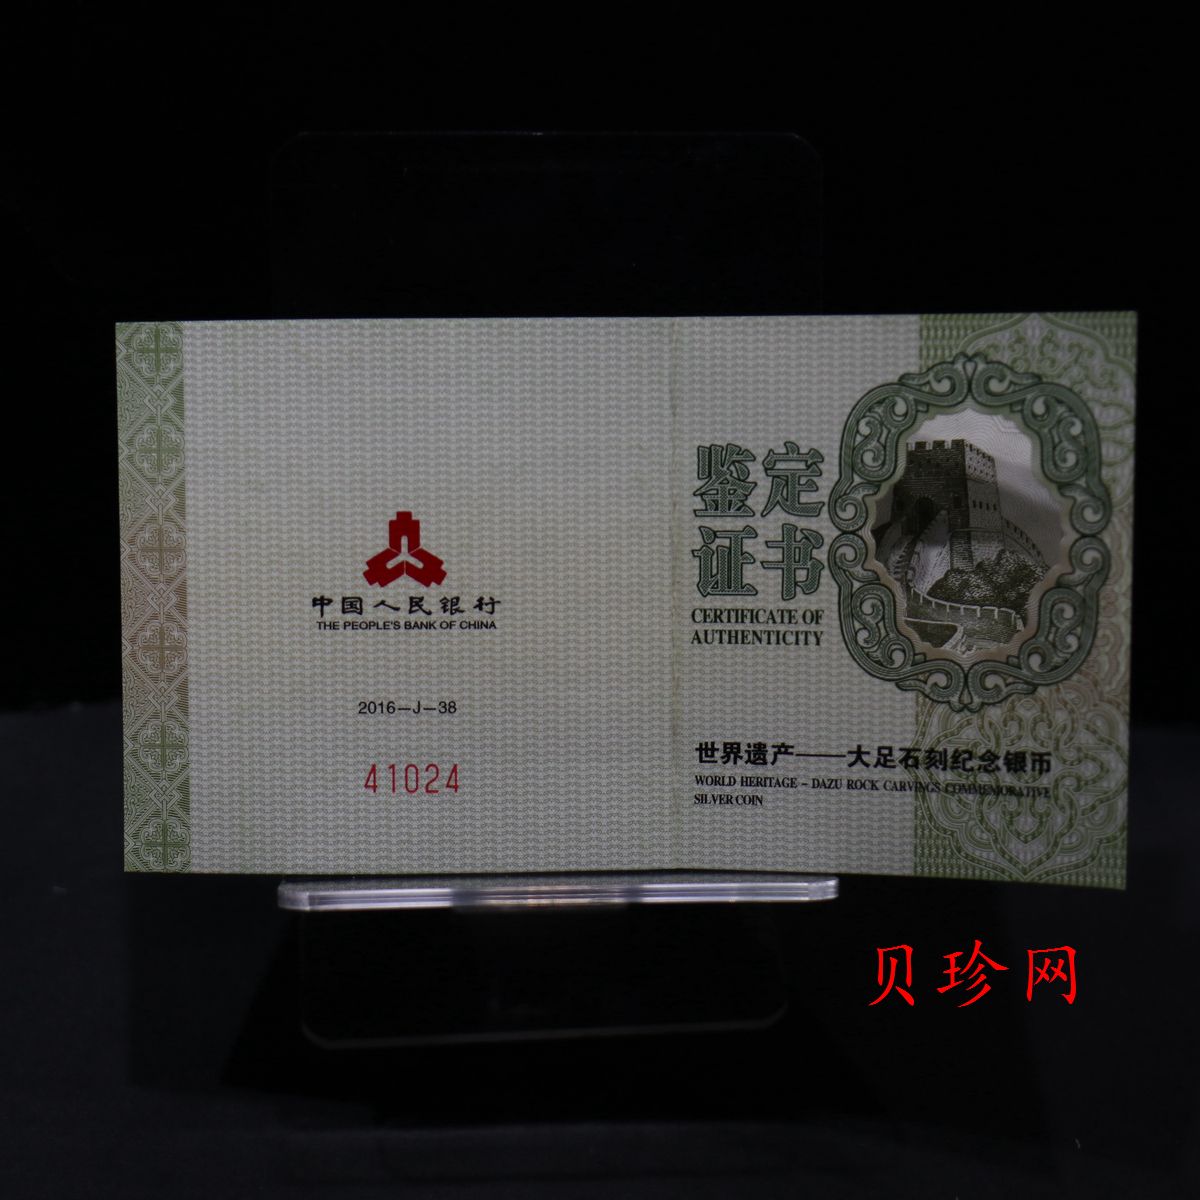 中国人民银行
THE PEOPLE'S BANK OF CHINA
2016—J—38
41024
鉴定
证书
CERTIFICATE OF
AUTHENTICITY
世界遗产——大足石刻纪念银币
WORLD HERITAGE – DAZU ROCK CARVINGS COMMEMORATIVE
SILVER COIN
贝珍网